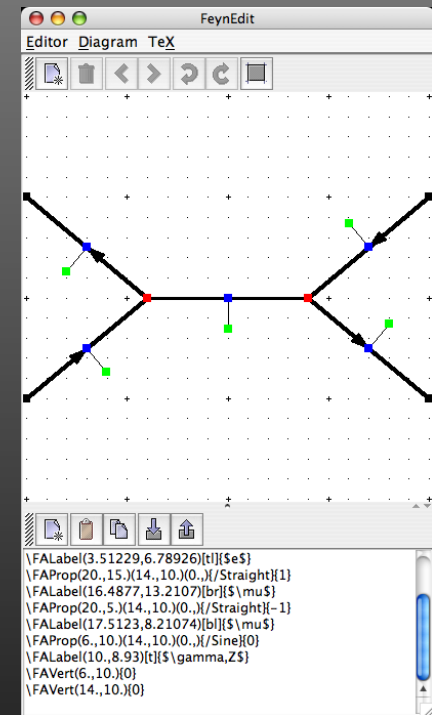 FeynEdit
Editor Diagram TeX
\FALabel(3.51229,6.78926)[tl]{$e$}
\FAProp(20.,15.)(14.,10.)(0.,){/Straight}{1}
\FALabel(16.4877,13.2107)[br]{$\mu$}
\FAProp(20.,5.)(14.,10.)(0.,){/Straight}{-1}
\FALabel(17.5123,8.21074)[bl]{$\mu$}
\FAProp(6.,10.)(14.,10.)(0.,){/Sine}{0}
\FALabel(10.,8.93)[t]{$\gamma,Z$}
\FAVert(6.,10.){0}
\FAVert(14.,10.){0}